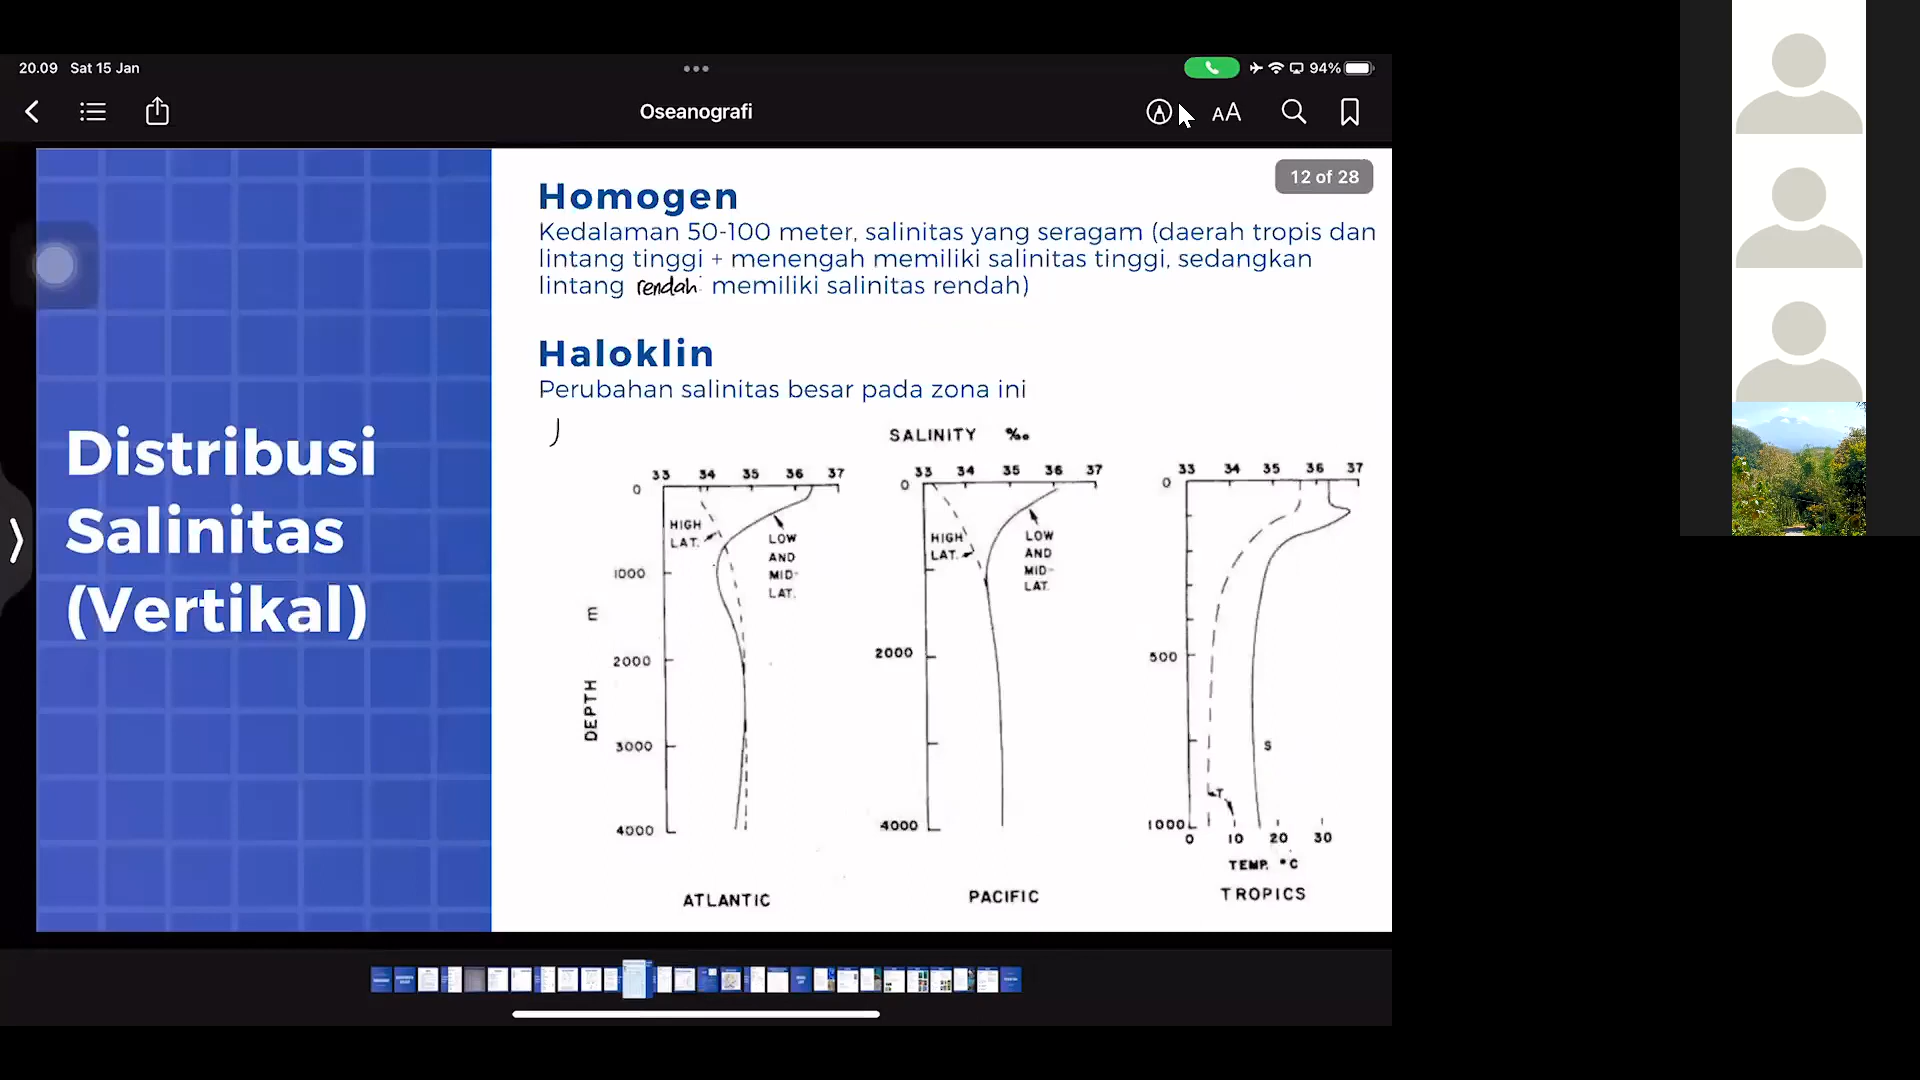 20.09 Sat 15 Jan
94%
Oseanografi
AA
12 of 28
Distribusi
Salinitas
(Vertikal)
Homogen
Kedalaman 50-100 meter, salinitas yang seragam (daerah tropis dan
lintang tinggi + menengah memiliki salinitas tinggi, sedangkan
lintang rendah memiliki salinitas rendah)
Haloklin
Perubahan salinitas besar pada zona ini
SALINITY ‰
33 34 35 36 37
0
HIGH
LAT.
LOW
AND
MID-
LAT.
1000
2000
3000
4000
DEPTH m
ATLANTIC
33 34 35 36 37
0
HIGH
LAT.
LOW
AND
MID-
LAT.
2000
4000
PACIFIC
33 34 35 36 37
0
500
S
T
1000
0 10 20 30
TEMP. °C
TROPICS